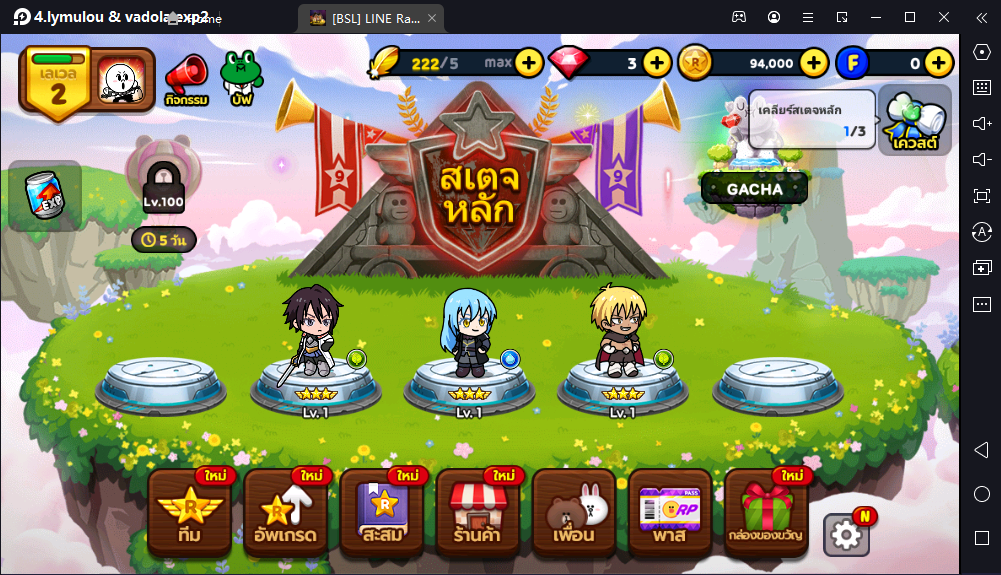 4.lymulou & vadola exp2
Home
[BSL] LINE Ra...
เลเวล
2
กิจกรรม
บัฟ
222/5
max
3
R
94,000
F
0
เคลียร์สเตจหลัก
1/3
เควสต์
9
สเตจ
หลัก
9
GACHA
EXP
Lv.100
5 วัน
Lv. 1
Lv. 1
Lv. 1
ใหม่
ใหม่
ใหม่
ใหม่
ใหม่
R
R
R
PASS
RP
N
ทีม
อัพเกรด
สะสม
ร้านค้า
เพื่อน
พาส
กล่องของขวัญ